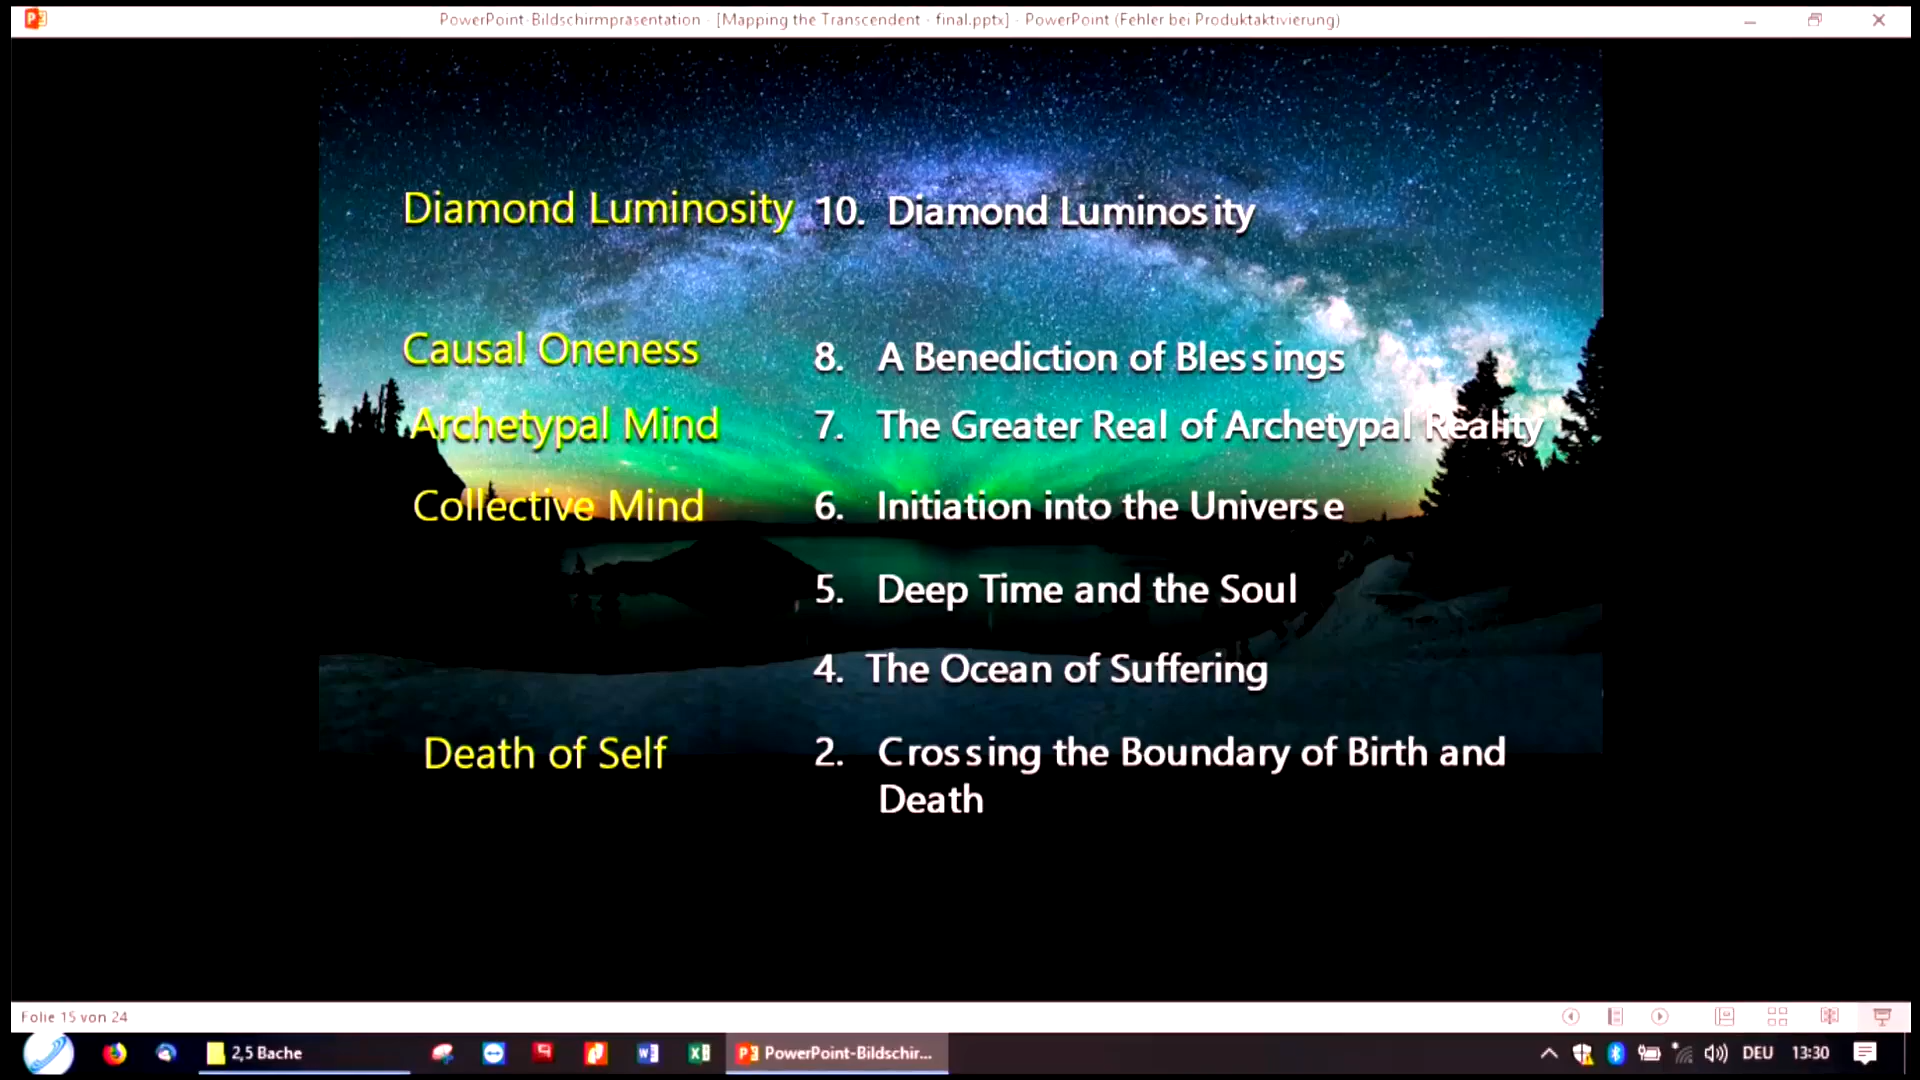 PowerPoint-Bildschirmpräsentation - [Mapping the Transcendent - final.pptx] - PowerPoint (Fehler bei Produktaktivierung)
Diamond Luminosity 10. Diamond Luminosity
Causal Oneness 8. A Benediction of Blessings
Archetypal Mind 7. The Greater Real of Archetypal Reality
Collective Mind 6. Initiation into the Universe
5. Deep Time and the Soul
4. The Ocean of Suffering
Death of Self 2. Crossing the Boundary of Birth and
Death
Folie 15 von 24
2,5 Bache
PowerPoint-Bildschir...
DEU 13:30